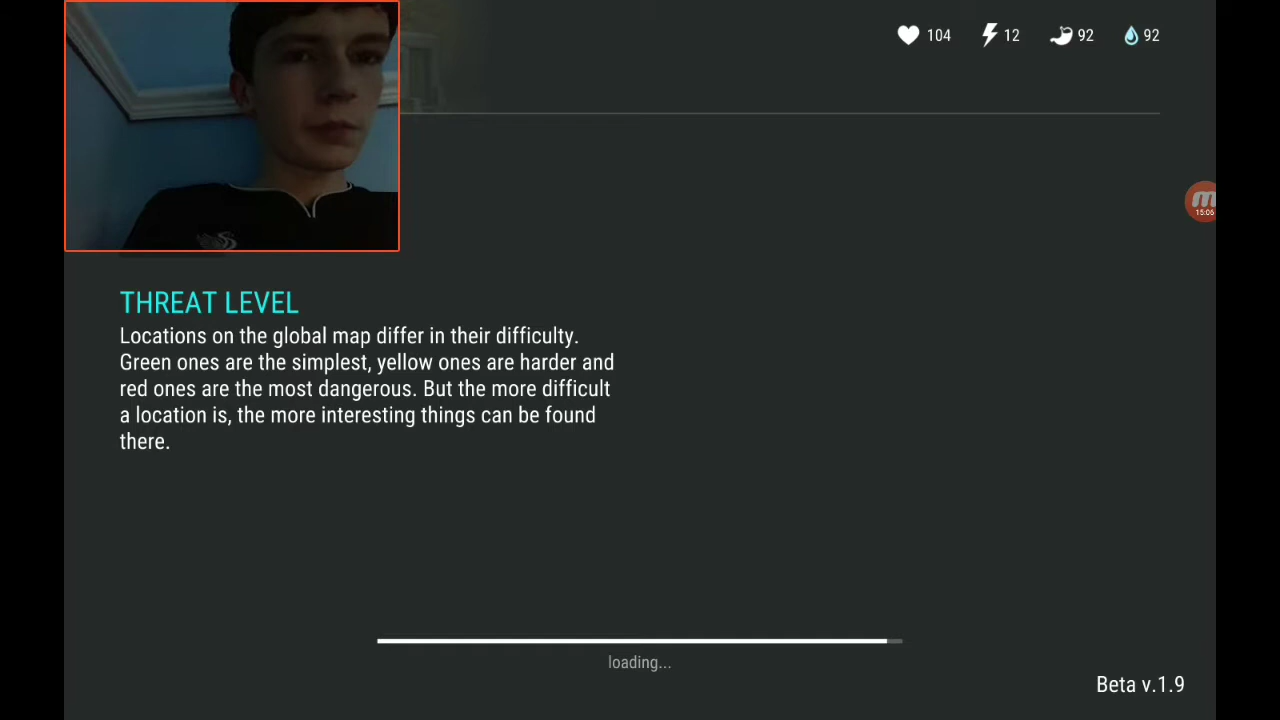 104 12 92 92
15:06
THREAT LEVEL
Locations on the global map differ in their difficulty.
Green ones are the simplest, yellow ones are harder and
red ones are the most dangerous. But the more difficult
a location is, the more interesting things can be found
there.
loading...
Beta v.1.9